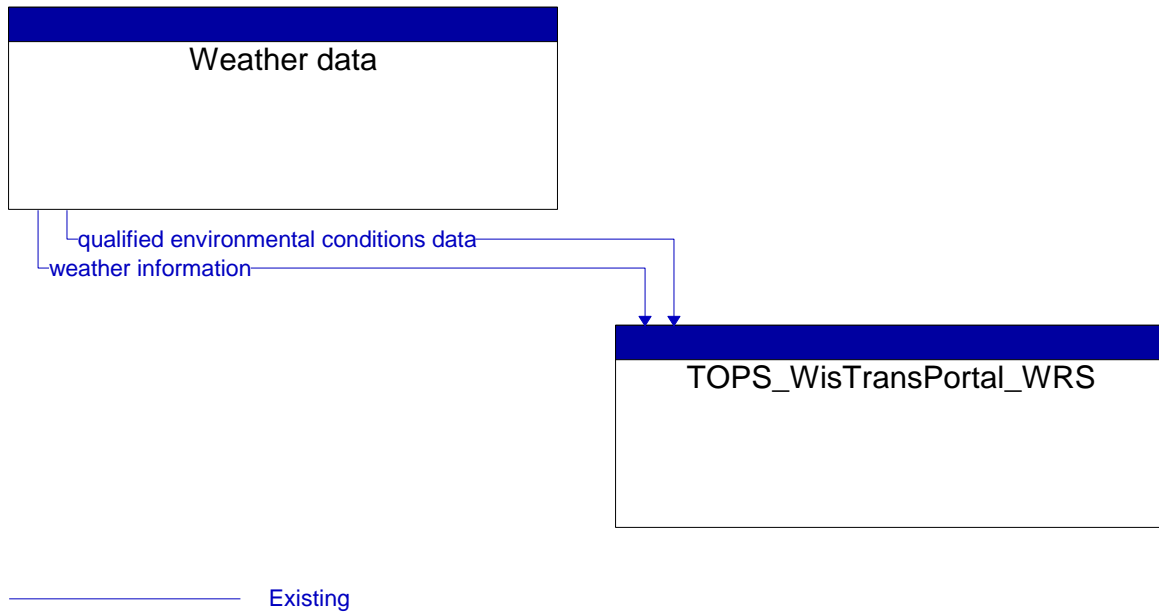 Weather data
qualified environmental conditions data
weather information
TOPS_WisTransPortal_WRS
Existing